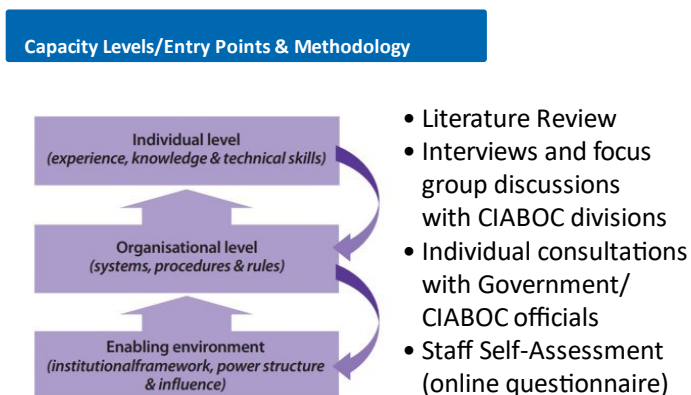 Capacity Levels/Entry Points & Methodology
Individual level
(experience, knowledge & technical skills)
Organisational level
(systems, procedures & rules)
Enabling environment
(institutionalframework, power structure
& influence)
• Literature Review
• Interviews and focus
group discussions
with CIABOC divisions
• Individual consultations
with Government/
CIABOC officials
• Staff Self-Assessment
(online questionnaire)